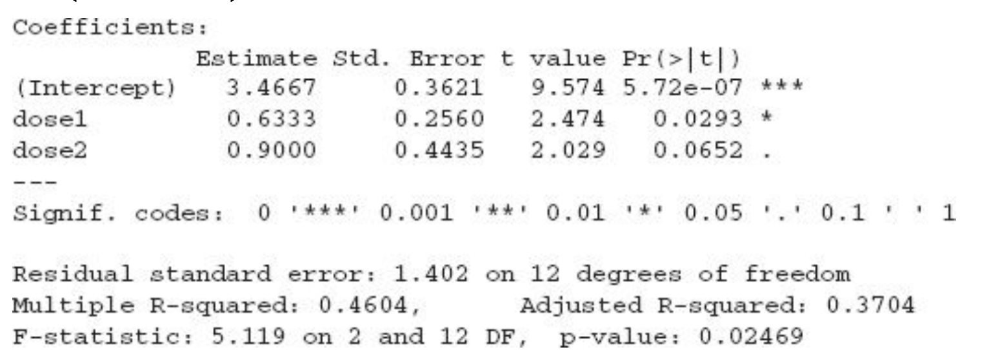 Coefficients:
Estimate Std. Error t value Pr(>|t|)
(Intercept) 3.4667 0.3621 9.574 5.72e-07 ***
dose1 0.6333 0.2560 2.474 0.0293 *
dose2 0.9000 0.4435 2.029 0.0652 .
---
Signif. codes: 0 '***' 0.001 '**' 0.01 '*' 0.05 '.' 0.1 ' ' 1
Residual standard error: 1.402 on 12 degrees of freedom
Multiple R-squared: 0.4604, Adjusted R-squared: 0.3704
F-statistic: 5.119 on 2 and 12 DF, p-value: 0.02469